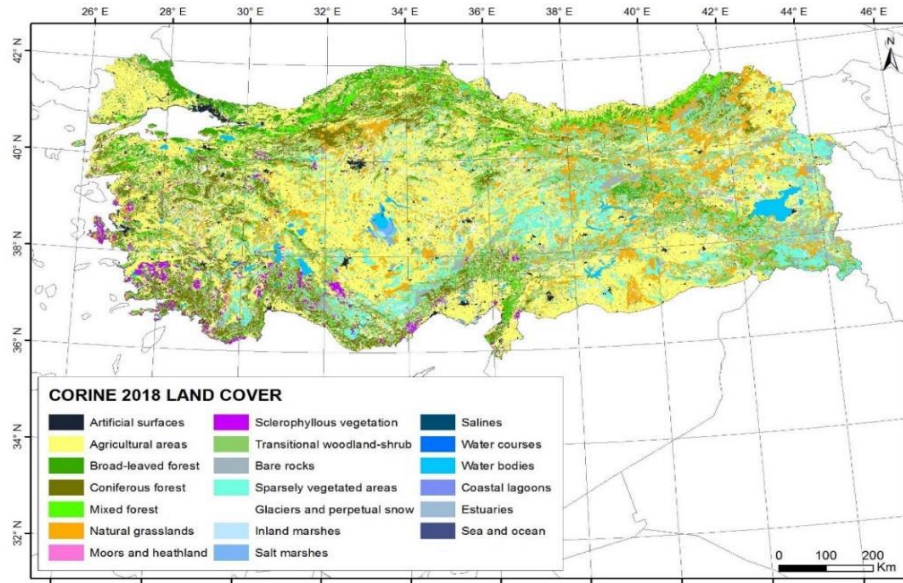 26° E 28° E 30° E 32° E 34° E 36° E 38° E 40° E 42° E 44° E 46° E
42° N
N
40° N
38° N
36° N
34° N
32° N
CORINE 2018 LAND COVER
Artificial surfaces
Agricultural areas
Broad-leaved forest
Coniferous forest
Mixed forest
Natural grasslands
Moors and heathland
Sclerophyllous vegetation
Transitional woodland-shrub
Bare rocks
Sparsely vegetated areas
Glaciers and perpetual snow
Inland marshes
Salt marshes
Salines
Water courses
Water bodies
Coastal lagoons
Estuaries
Sea and ocean
0 100 200
Km